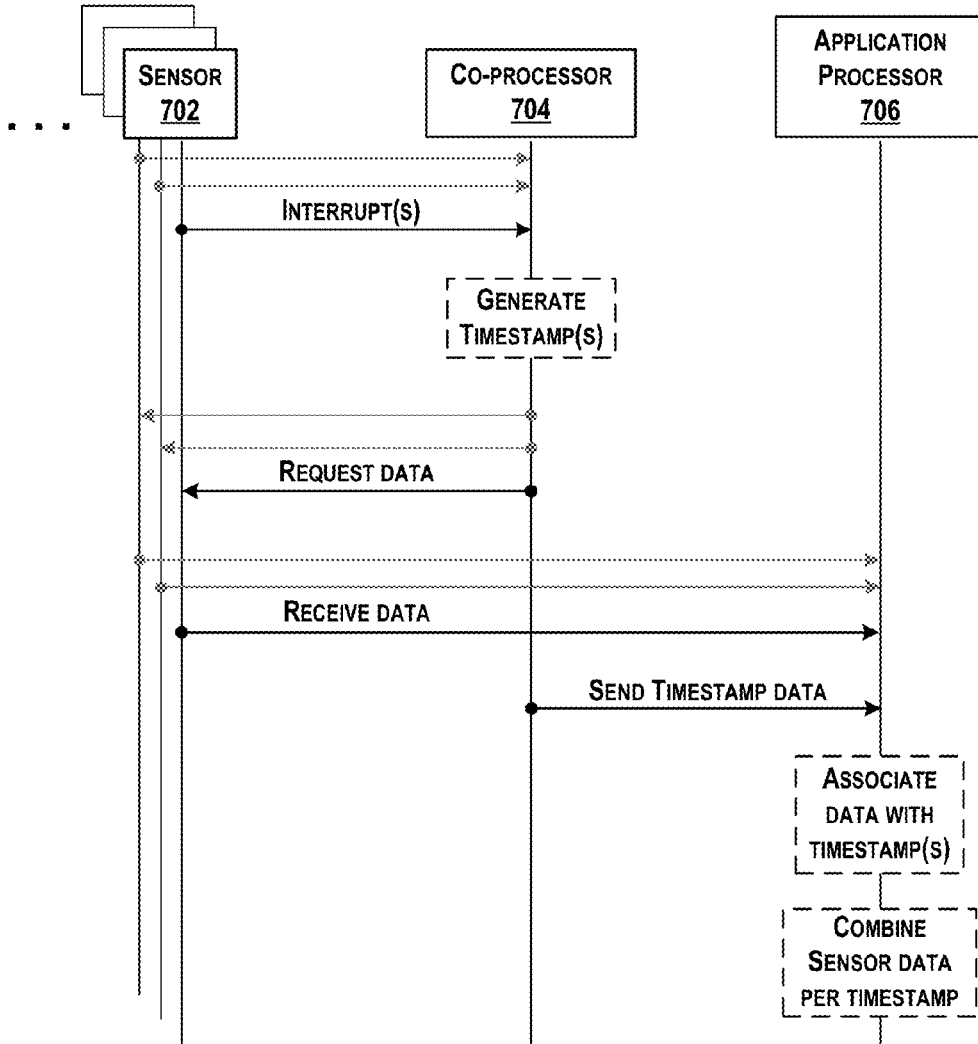 SENSOR
702
CO-PROCESSOR
704
APPLICATION
PROCESSOR
706
. . .
INTERRUPT(S)
GENERATE
TIMESTAMP(S)
REQUEST DATA
RECEIVE DATA
SEND TIMESTAMP DATA
ASSOCIATE
DATA WITH
TIMESTAMP(S)
COMBINE
SENSOR DATA
PER TIMESTAMP